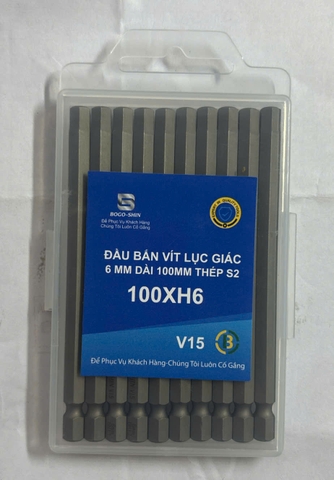 BOGO-SHIN
Để Phục Vụ Khách Hàng
Chúng Tôi Luôn Cố Gắng
ĐẦU BẮN VÍT LỤC GIÁC
6 MM DÀI 100MM THÉP S2
100XH6
V15
Để Phục Vụ Khách Hàng-Chúng Tôi Luôn Cố Gắng